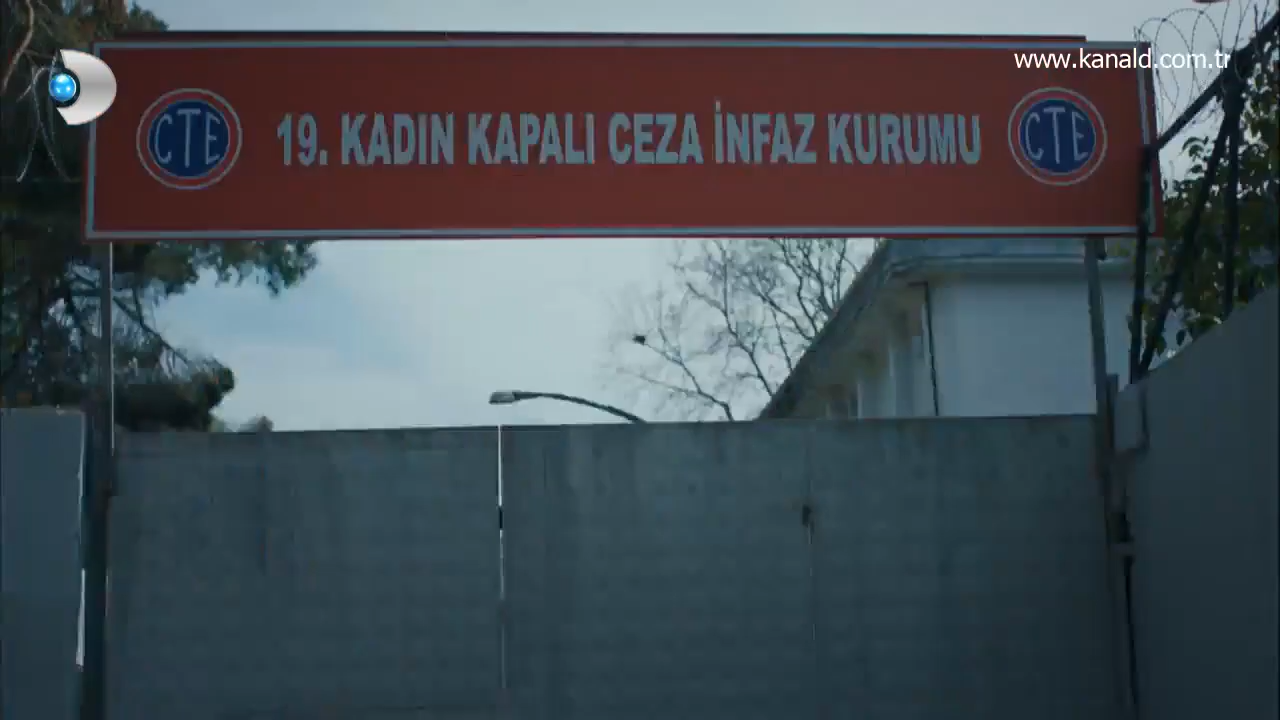 www.kanald.com.tr
CTE 19. KADIN KAPALI CEZA İNFAZ KURUMU CTE